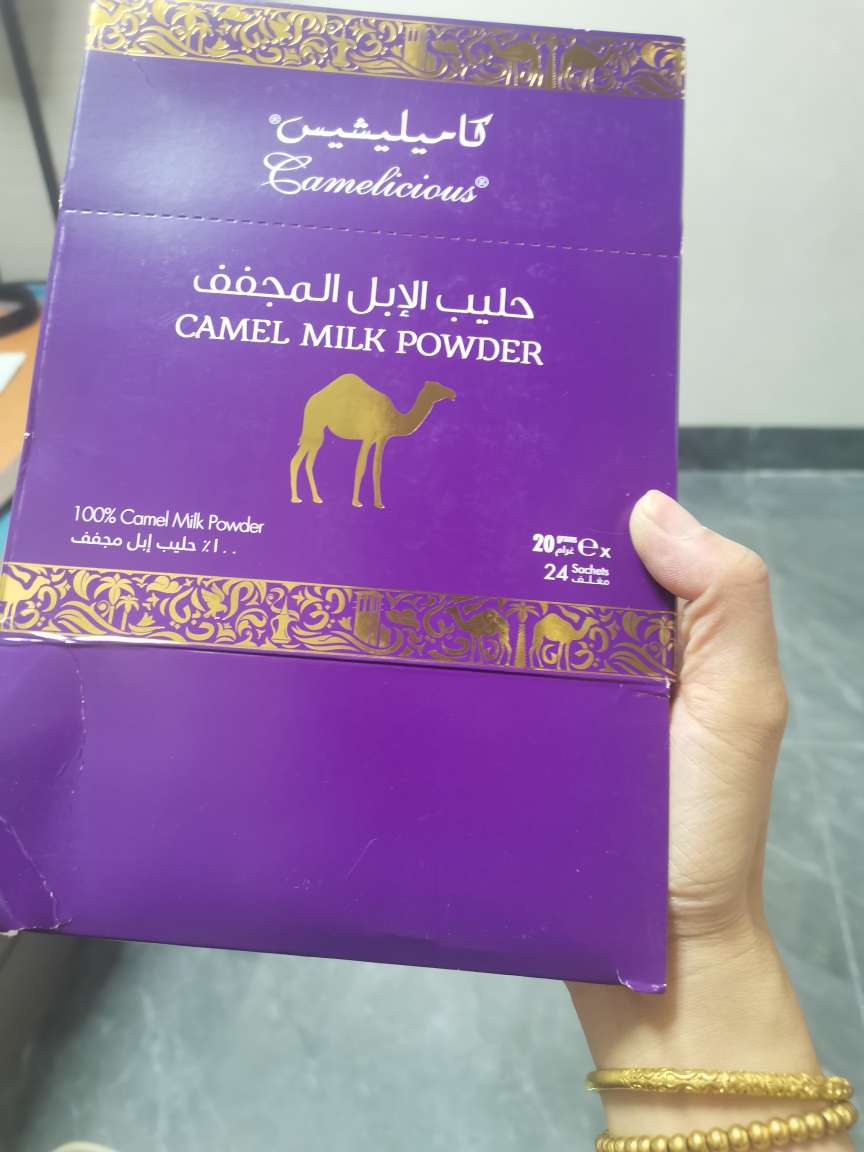 كاميليشيس®
Camelicious®
حليب الإبل المجفف
CAMEL MILK POWDER
100% Camel Milk Powder
١٠٠٪ حليب إبل مجفف
20 grams غرام e x
24 Sachets مغلف